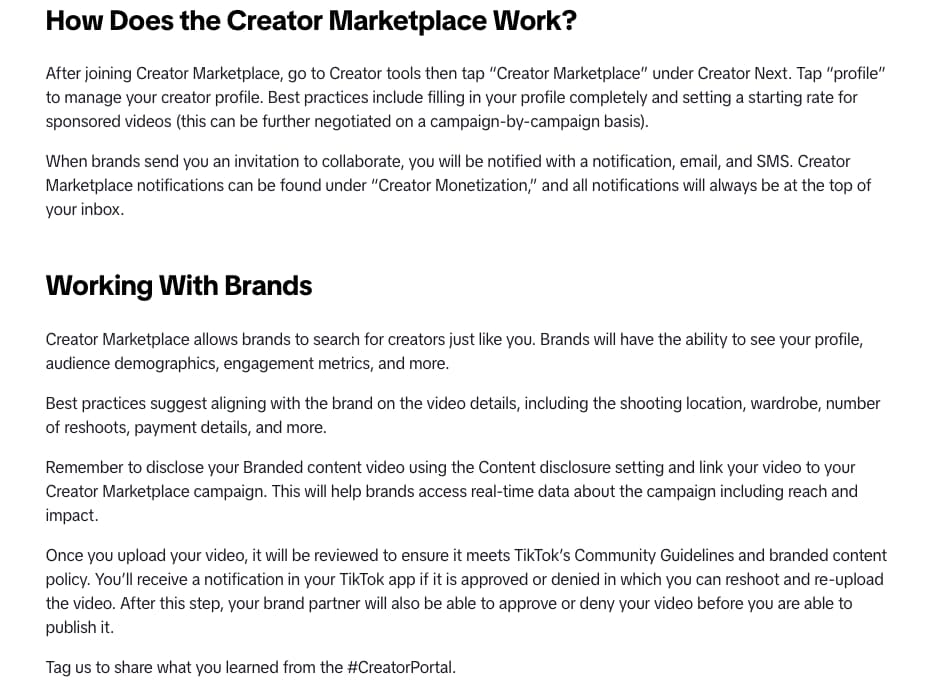 How Does the Creator Marketplace Work?
After joining Creator Marketplace, go to Creator tools then tap “Creator Marketplace” under Creator Next. Tap “profile”
to manage your creator profile. Best practices include filling in your profile completely and setting a starting rate for
sponsored videos (this can be further negotiated on a campaign-by-campaign basis).
When brands send you an invitation to collaborate, you will be notified with a notification, email, and SMS. Creator
Marketplace notifications can be found under “Creator Monetization,” and all notifications will always be at the top of
your inbox.
Working With Brands
Creator Marketplace allows brands to search for creators just like you. Brands will have the ability to see your profile,
audience demographics, engagement metrics, and more.
Best practices suggest aligning with the brand on the video details, including the shooting location, wardrobe, number
of reshoots, payment details, and more.
Remember to disclose your Branded content video using the Content disclosure setting and link your video to your
Creator Marketplace campaign. This will help brands access real-time data about the campaign including reach and
impact.
Once you upload your video, it will be reviewed to ensure it meets TikTok’s Community Guidelines and branded content
policy. You’ll receive a notification in your TikTok app if it is approved or denied in which you can reshoot and re-upload
the video. After this step, your brand partner will also be able to approve or deny your video before you are able to
publish it.
Tag us to share what you learned from the #CreatorPortal.